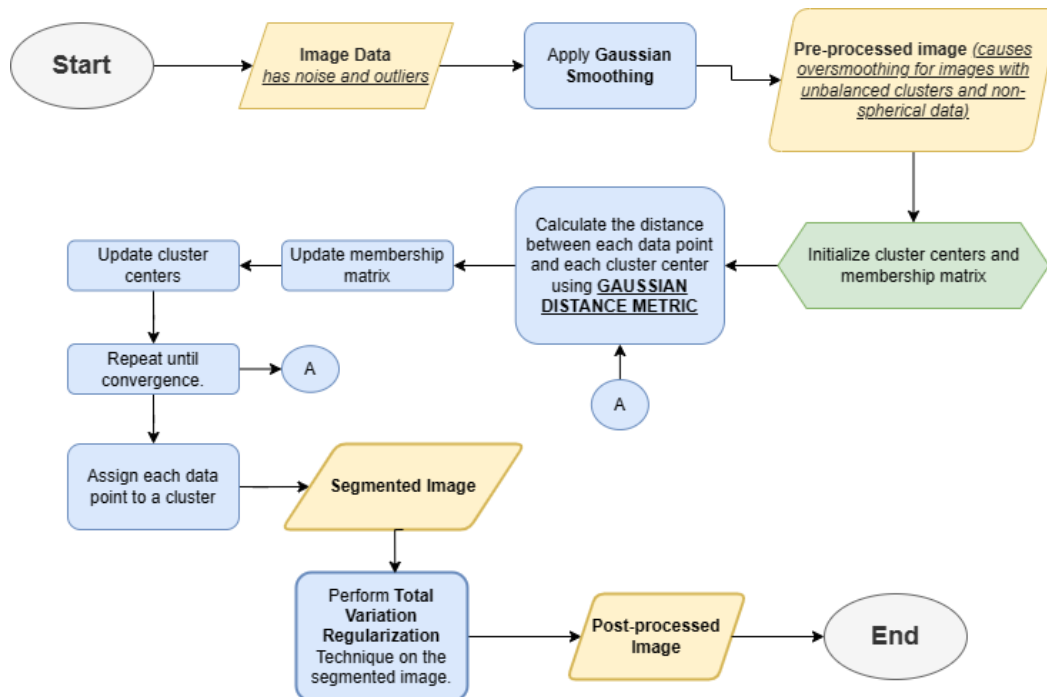 Start
Image Data
has noise and outliers
Apply Gaussian
Smoothing
Pre-processed image (causes
oversmoothing for images with
unbalanced clusters and non-
spherical data)
Initialize cluster centers and
membership matrix
Calculate the distance
between each data point
and each cluster center
using GAUSSIAN
DISTANCE METRIC
A
Update membership
matrix
Update cluster
centers
Repeat until
convergence.
A
Assign each data
point to a cluster
Segmented Image
Perform Total
Variation
Regularization
Technique on the
segmented image.
Post-processed
Image
End